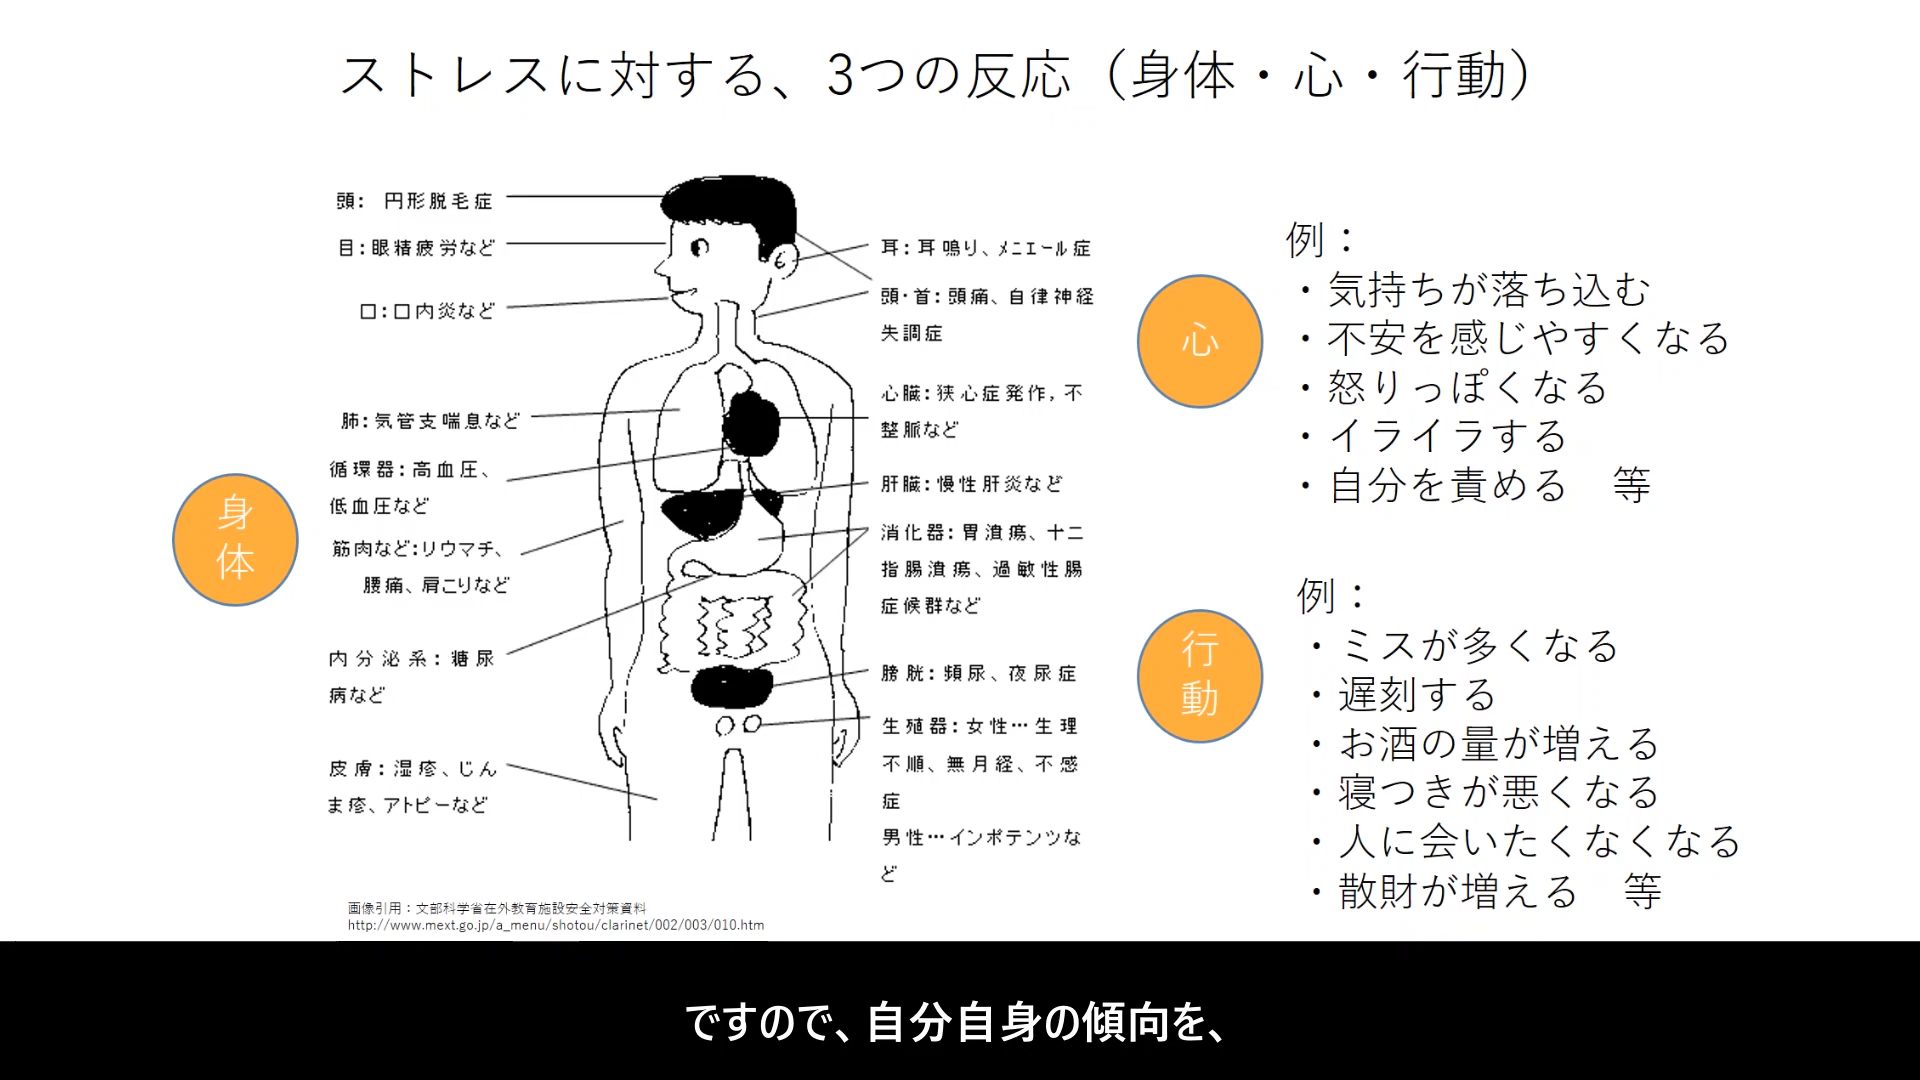 ストレスに対する、3つの反応（身体・心・行動）
身
体
頭： 円形脱毛症
目：眼精疲労など
口：口内炎など
肺：気管支喘息など
循環器：高血圧、
低血圧など
筋肉など：リウマチ、
腰痛、肩こりなど
内分泌系：糖尿
病など
皮膚：湿疹、じん
ま疹、アトピーなど
耳：耳鳴り、メニエール症
頭・首：頭痛、自律神経
失調症
心臓：狭心症発作，不
整脈など
肝臓：慢性肝炎など
消化器：胃潰瘍、十二
指腸潰瘍、過敏性腸
症候群など
膀胱：頻尿、夜尿症
生殖器：女性…生理
不順、無月経、不感
症
男性…インポテンツな
ど
画像引用：文部科学省在外教育施設安全対策資料
http://www.mext.go.jp/a_menu/shotou/clarinet/002/003/010.htm
心
例：
・気持ちが落ち込む
・不安を感じやすくなる
・怒りっぽくなる
・イライラする
・自分を責める　等
行
動
例：
・ミスが多くなる
・遅刻する
・お酒の量が増える
・寝つきが悪くなる
・人に会いたくなくなる
・散財が増える　等
ですので、自分自身の傾向を、